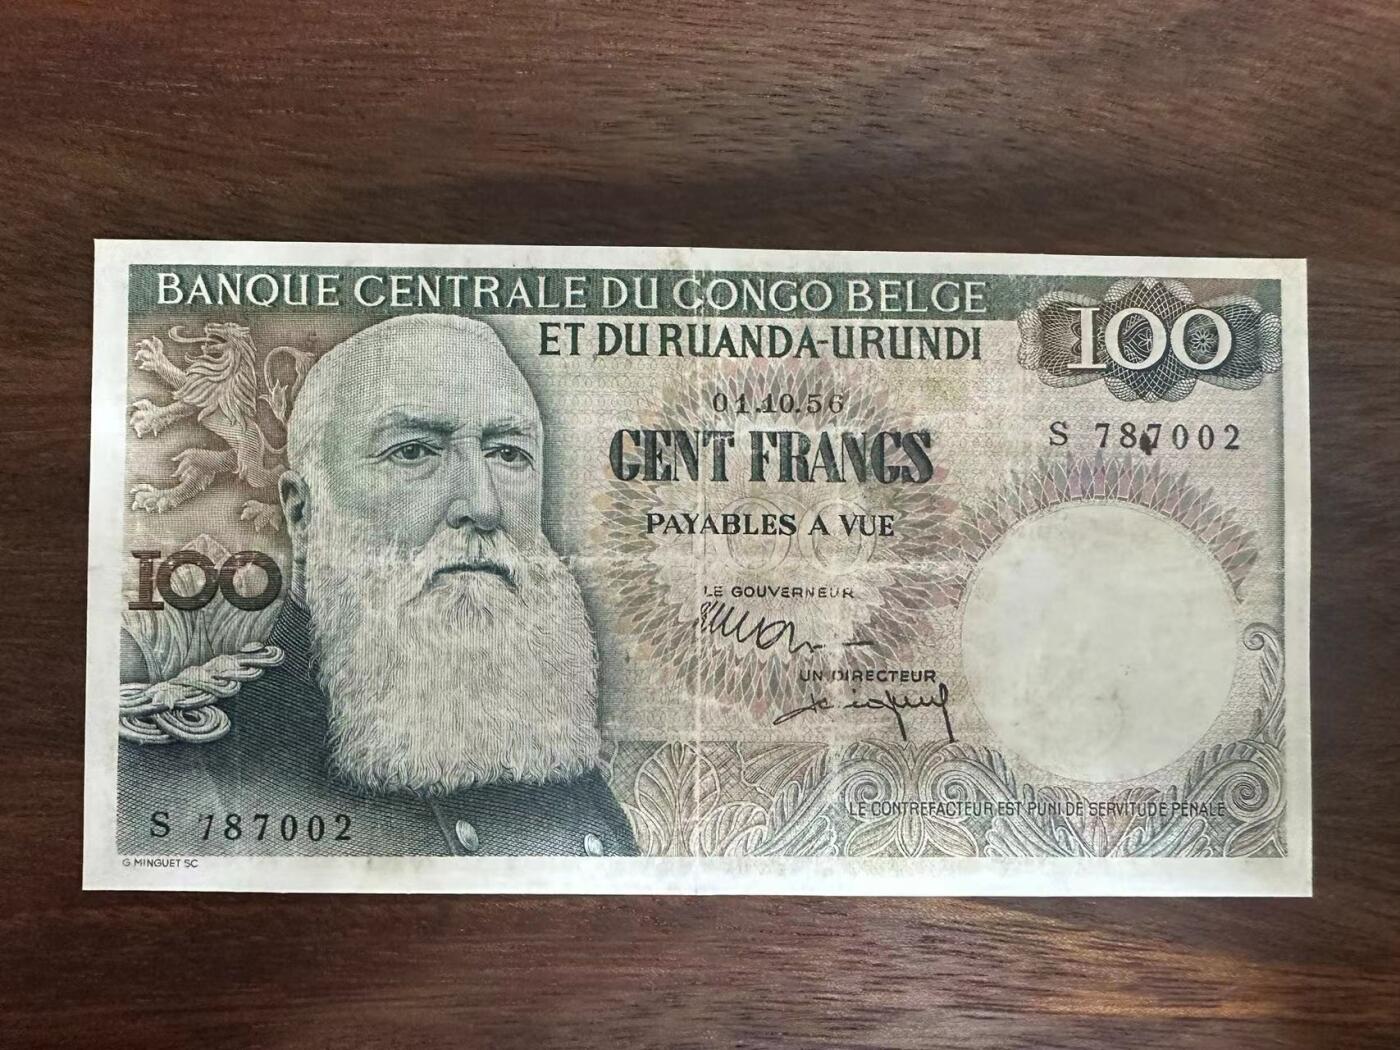 BANQUE CENTRALE DU CONGO BELGE
ET DU RUANDA-URUNDI
100
01.10.56
S 787002
CENT FRANCS
PAYABLES A VUE
100
LE GOUVERNEUR
UN DIRECTEUR
LE CONTREFACTEUR EST PUNI DE SERVITUDE PÉNALE
S 787002
G. MINGUET SC